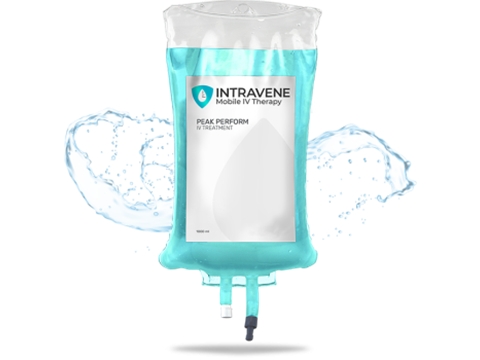 INTRAVENE
Mobile IV Therapy
PEAK PERFORM
IV TREATMENT